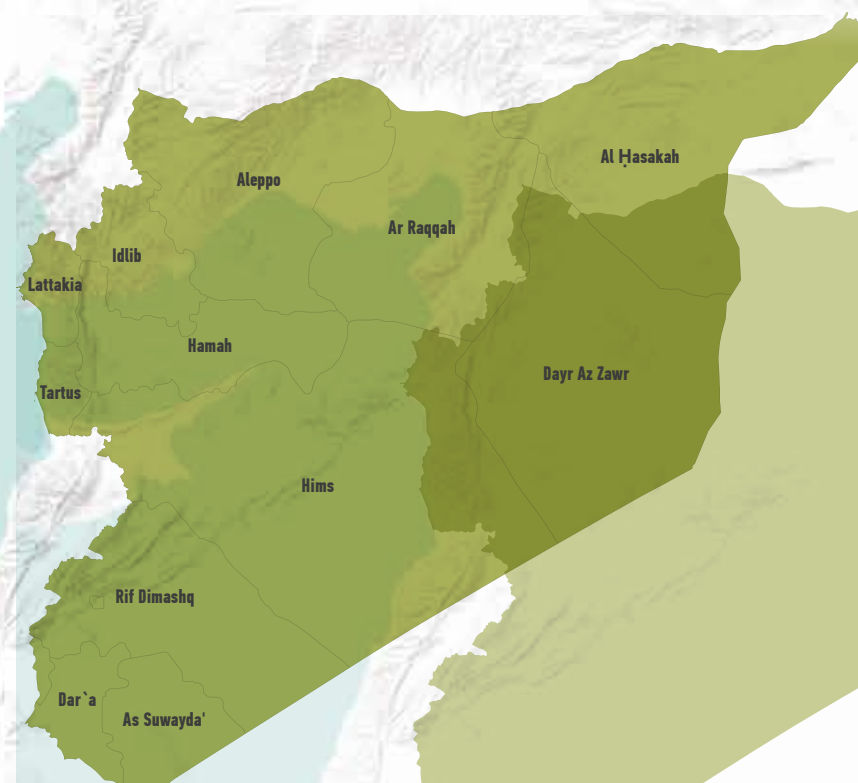 Al Ḥasakah
Aleppo
Ar Raqqah
Idlib
Lattakia
Hamah
Dayr Az Zawr
Tartus
Hims
Rif Dimashq
Dar`a
As Suwayda'